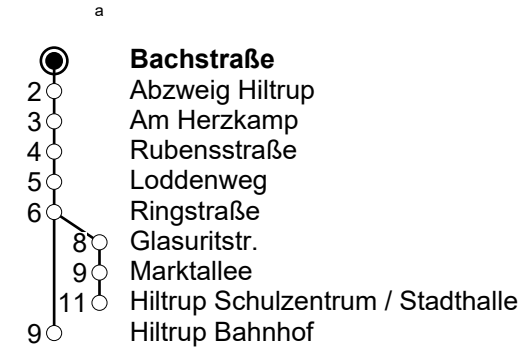 a
Bachstraße
2 Abzweig Hiltrup
3 Am Herzkamp
4 Rubensstraße
5 Loddenweg
6 Ringstraße
8 Glasuritstr.
9 Marktallee
11 Hiltrup Schulzentrum / Stadthalle
9 Hiltrup Bahnhof